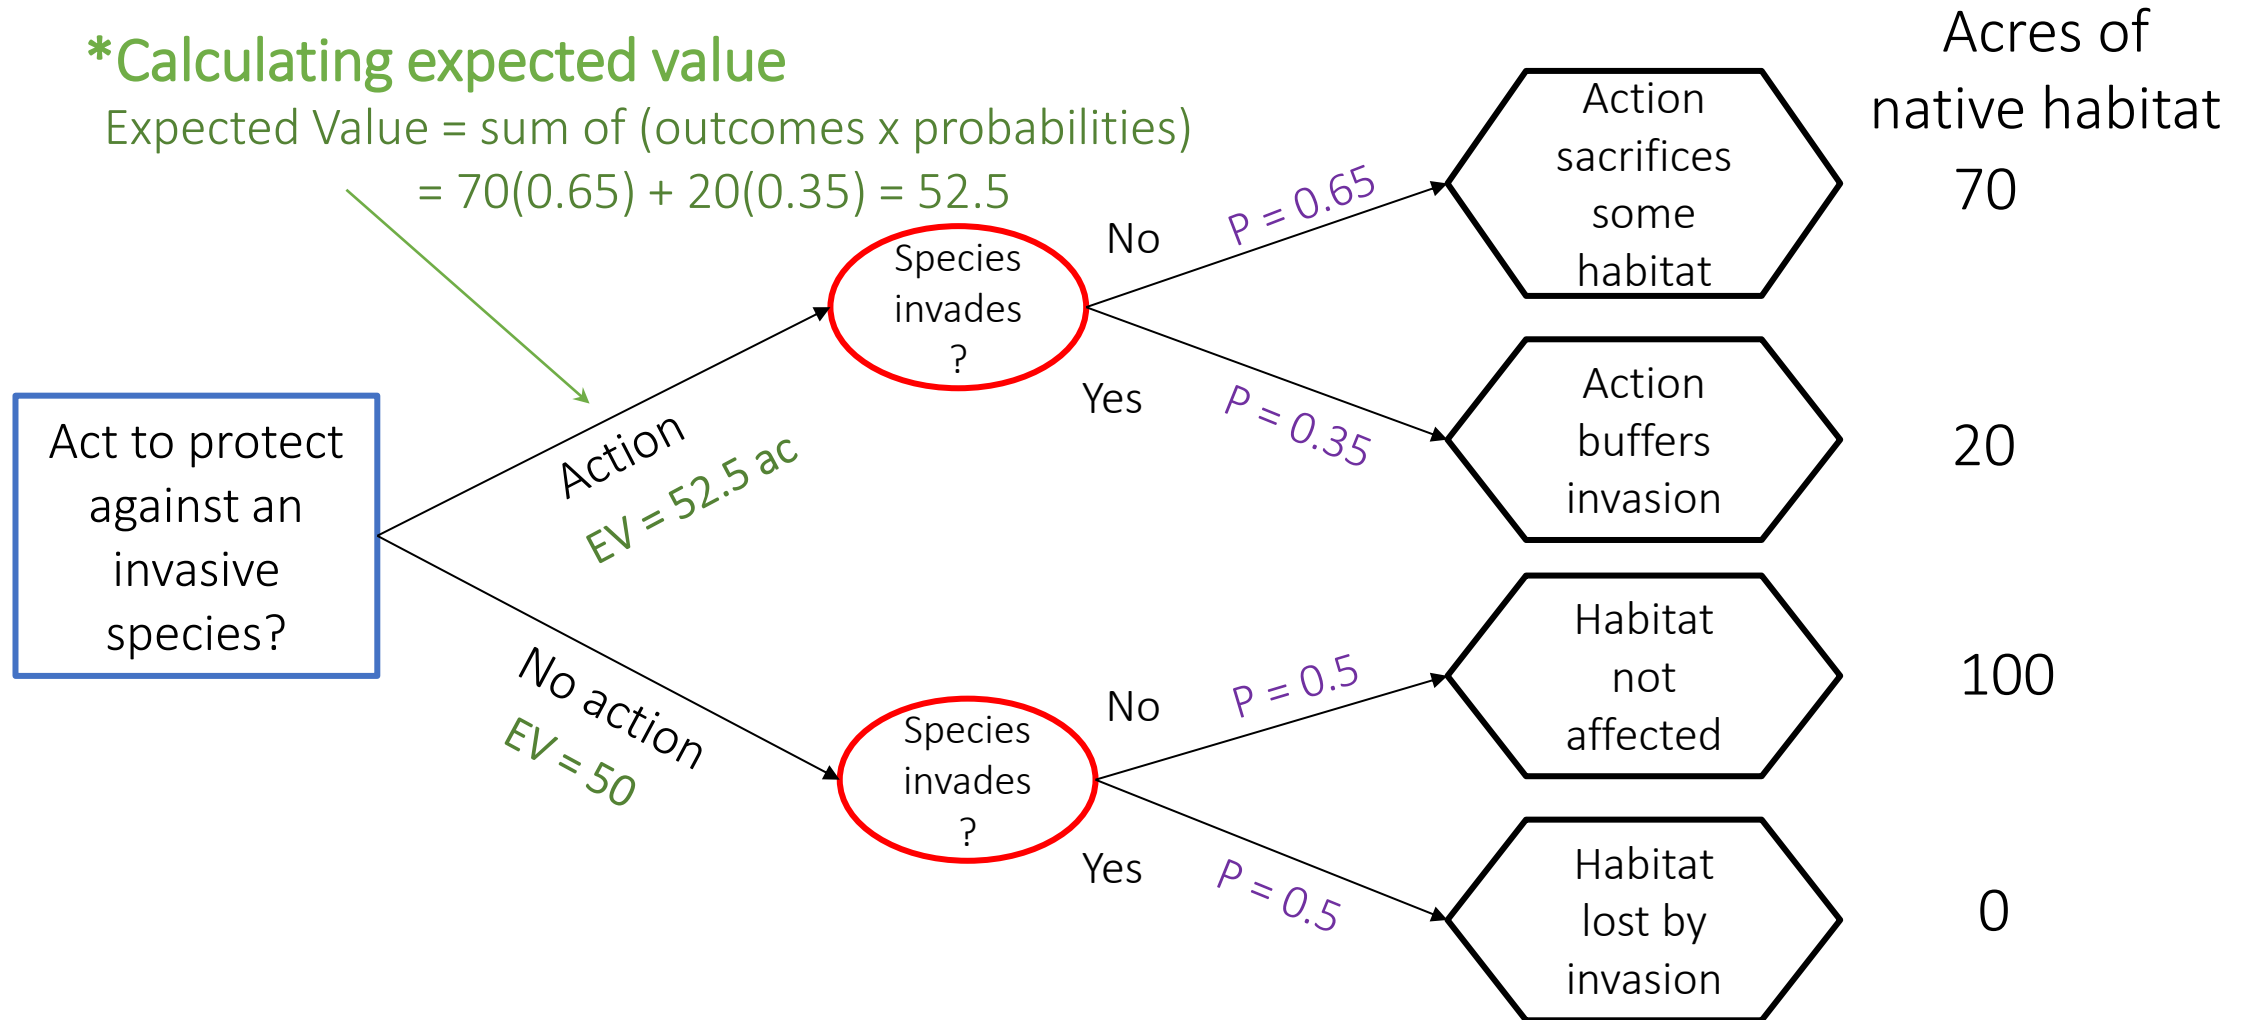 *Calculating expected value
Expected Value = sum of (outcomes x probabilities)
= 70(0.65) + 20(0.35) = 52.5
Acres of
native habitat
Act to protect
against an
invasive
species?
Action
EV = 52.5 ac
No action
EV = 50
Species
invades
?
No
P = 0.65
Yes
P = 0.35
Action
sacrifices
some
habitat
70
Action
buffers
invasion
20
Species
invades
?
No
P = 0.5
Yes
P = 0.5
Habitat
not
affected
100
Habitat
lost by
invasion
0